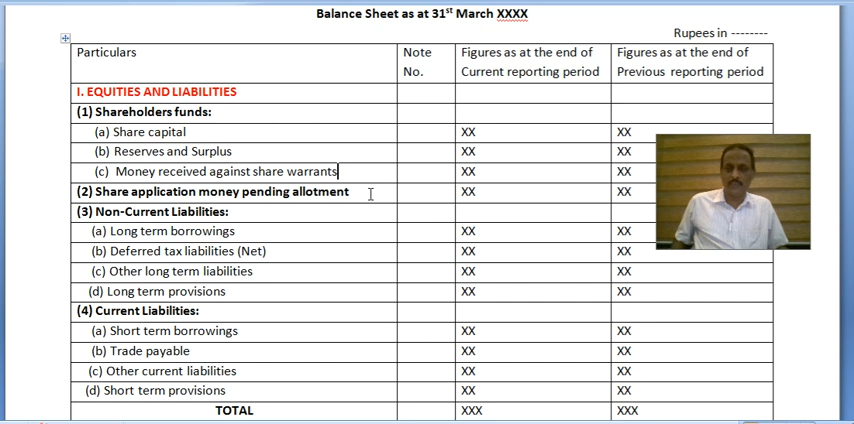 Balance Sheet as at 31st March XXXX
Rupees in --------
Particulars Note No. Figures as at the end of Current reporting period Figures as at the end of Previous reporting period
I. EQUITIES AND LIABILITIES
(1) Shareholders funds:
(a) Share capital XX XX
(b) Reserves and Surplus XX XX
(c) Money received against share warrants XX XX
(2) Share application money pending allotment XX XX
(3) Non-Current Liabilities:
(a) Long term borrowings XX XX
(b) Deferred tax liabilities (Net) XX XX
(c) Other long term liabilities XX XX
(d) Long term provisions XX XX
(4) Current Liabilities:
(a) Short term borrowings XX XX
(b) Trade payable XX XX
(c) Other current liabilities XX XX
(d) Short term provisions XX XX
TOTAL XXX XXX